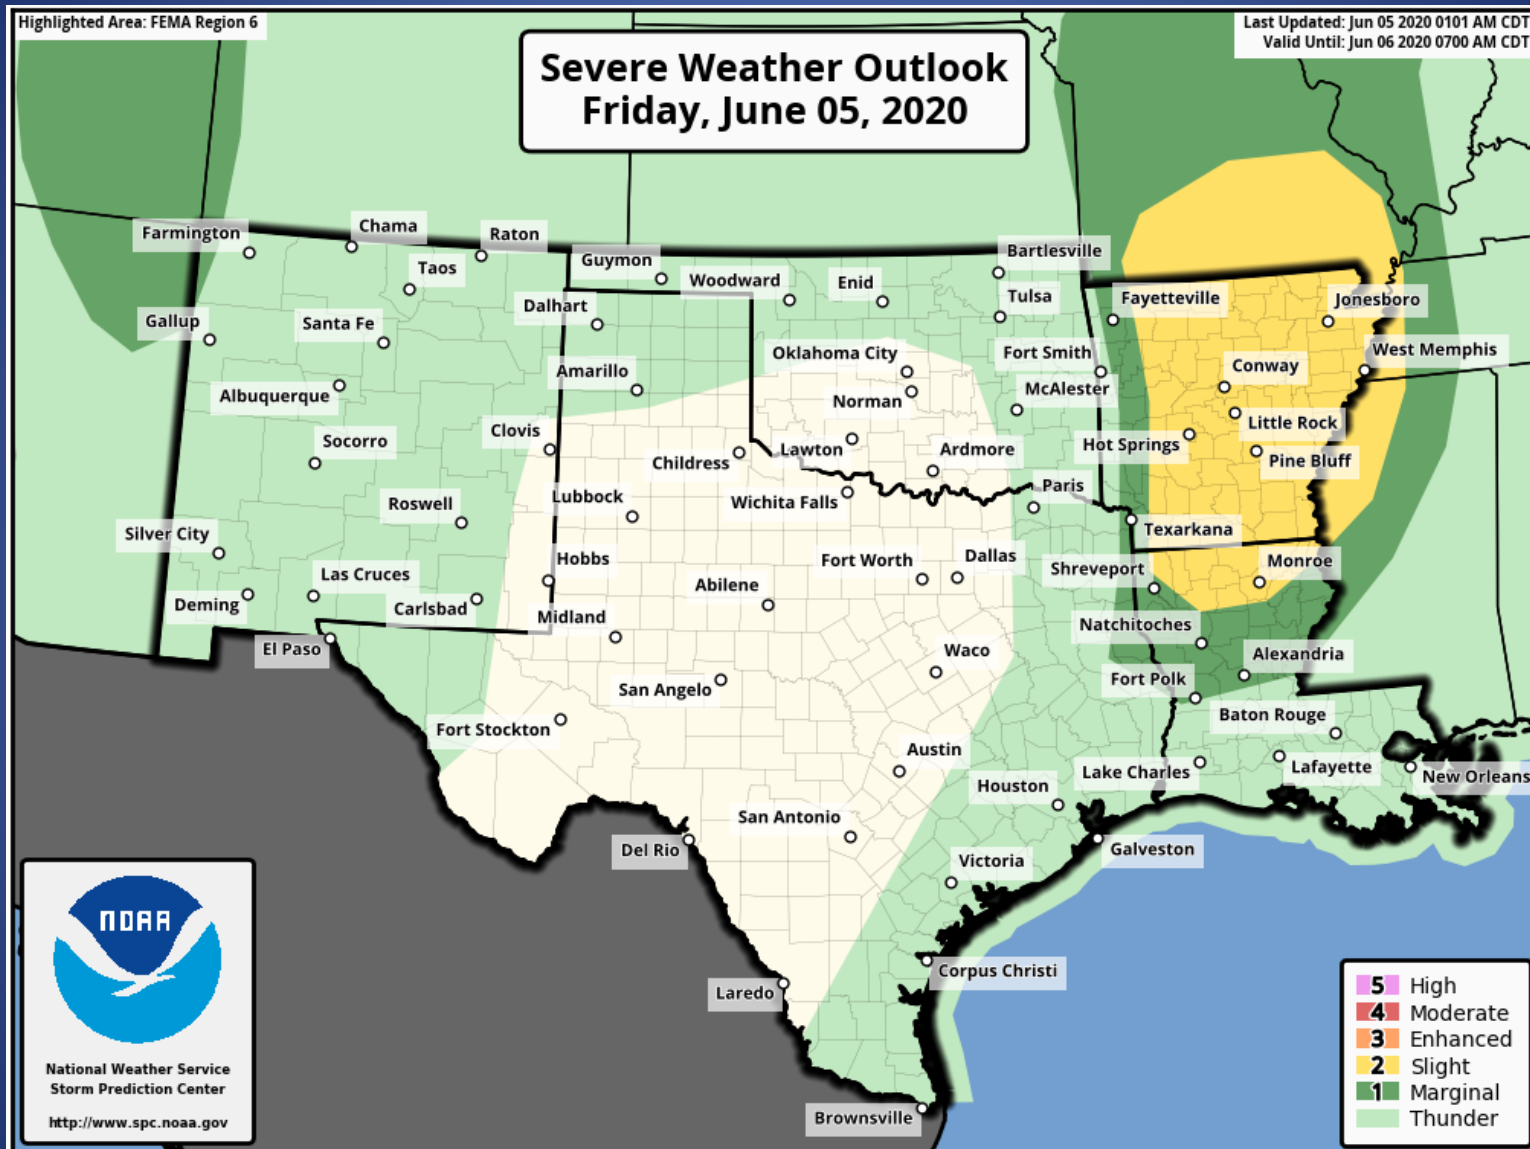 Highlighted Area: FEMA Region 6
Last Updated: Jun 05 2020 0101 AM CDT
Valid Until: Jun 06 2020 0700 AM CDT
Severe Weather Outlook
Friday, June 05, 2020
Farmington
Chama
Raton
Taos
Guymon
Woodward
Enid
Bartlesville
Tulsa
Fayetteville
Jonesboro
Gallup
Santa Fe
Dalhart
Oklahoma City
Fort Smith
West Memphis
Albuquerque
Amarillo
Norman
McAlester
Conway
Socorro
Clovis
Childress
Lawton
Ardmore
Hot Springs
Little Rock
Pine Bluff
Roswell
Lubbock
Wichita Falls
Paris
Texarkana
Silver City
Las Cruces
Hobbs
Abilene
Fort Worth
Dallas
Shreveport
Monroe
Deming
Carlsbad
Midland
Natchitoches
El Paso
San Angelo
Waco
Fort Polk
Alexandria
Fort Stockton
Austin
Baton Rouge
Houston
Lake Charles
Lafayette
New Orleans
San Antonio
Del Rio
Victoria
Galveston
Laredo
Corpus Christi
Brownsville
NOAA
National Weather Service
Storm Prediction Center
http://www.spc.noaa.gov
5 High
4 Moderate
3 Enhanced
2 Slight
1 Marginal
Thunder